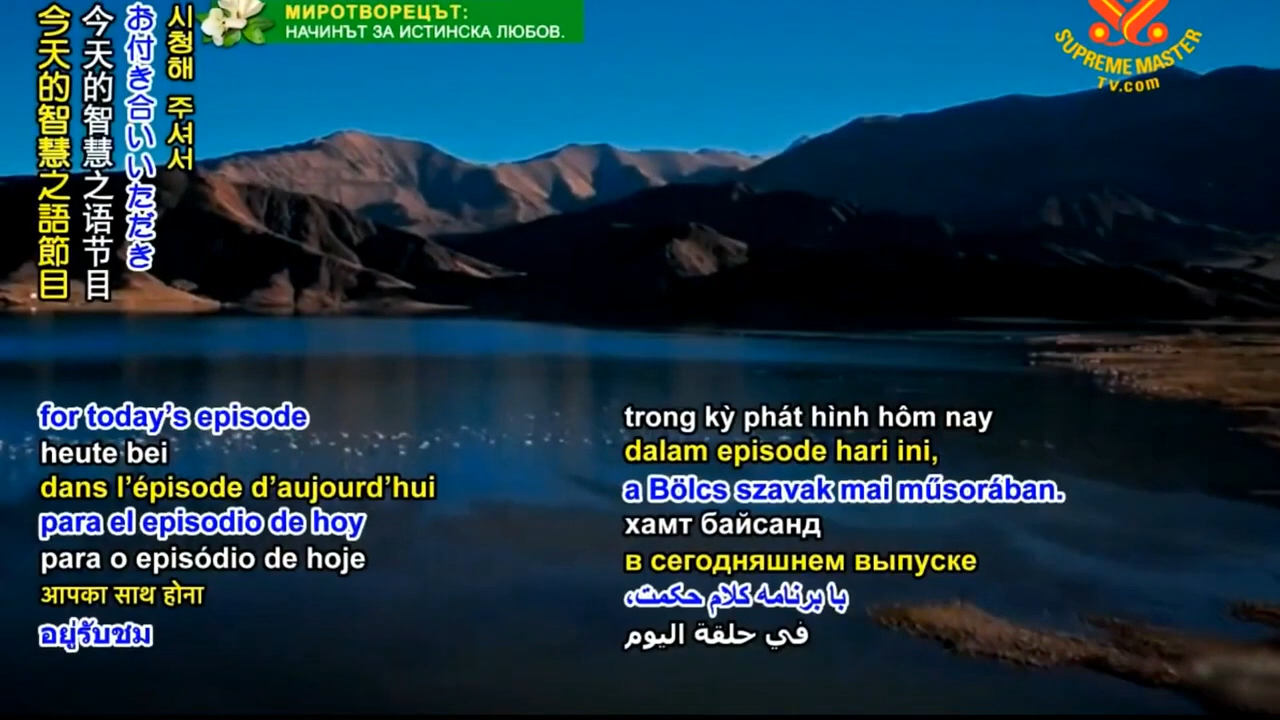 今天的智慧之語節目
今天的智慧之语节目
お付き合いいただき
시청해 주셔서
МИРОТВОРЕЦЪТ:
НАЧИНЪТ ЗА ИСТИНСКА ЛЮБОВ.
SUPREME MASTER
TV.com
for today’s episode
heute bei
dans l’épisode d’aujourd’hui
para el episodio de hoy
para o episódio de hoje
आपका साथ होना
อยู่รับชม
trong kỳ phát hình hôm nay
dalam episode hari ini,
a Bölcs szavak mai műsorában.
хамт байсанд
в сегодняшнем выпуске
با برنامه کلام حکمت،
في حلقة اليوم